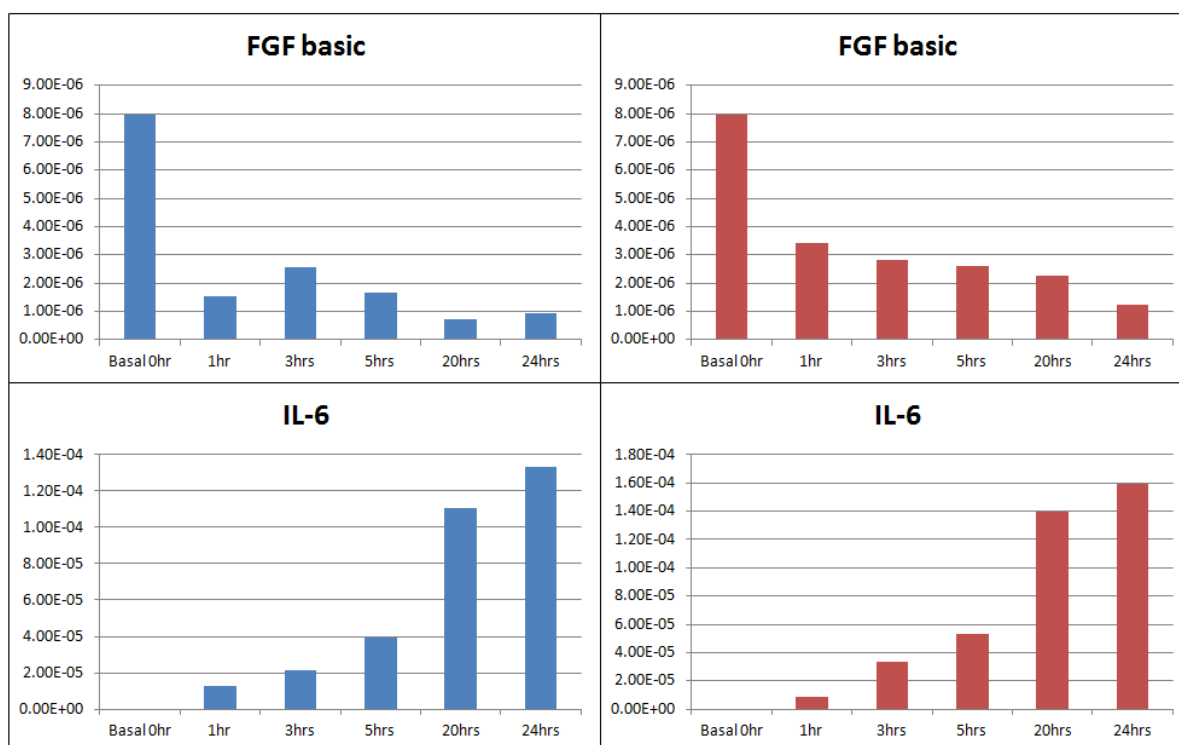 FGF basic
9.00E-06
8.00E-06
7.00E-06
6.00E-06
5.00E-06
4.00E-06
3.00E-06
2.00E-06
1.00E-06
0.00E+00
Basal 0hr 1hr 3hrs 5hrs 20hrs 24hrs
FGF basic
9.00E-06
8.00E-06
7.00E-06
6.00E-06
5.00E-06
4.00E-06
3.00E-06
2.00E-06
1.00E-06
0.00E+00
Basal 0hr 1hr 3hrs 5hrs 20hrs 24hrs
IL-6
1.40E-04
1.20E-04
1.00E-04
8.00E-05
6.00E-05
4.00E-05
2.00E-05
0.00E+00
Basal 0hr 1hr 3hrs 5hrs 20hrs 24hrs
IL-6
1.80E-04
1.60E-04
1.40E-04
1.20E-04
1.00E-04
8.00E-05
6.00E-05
4.00E-05
2.00E-05
0.00E+00
Basal 0hr 1hr 3hrs 5hrs 20hrs 24hrs